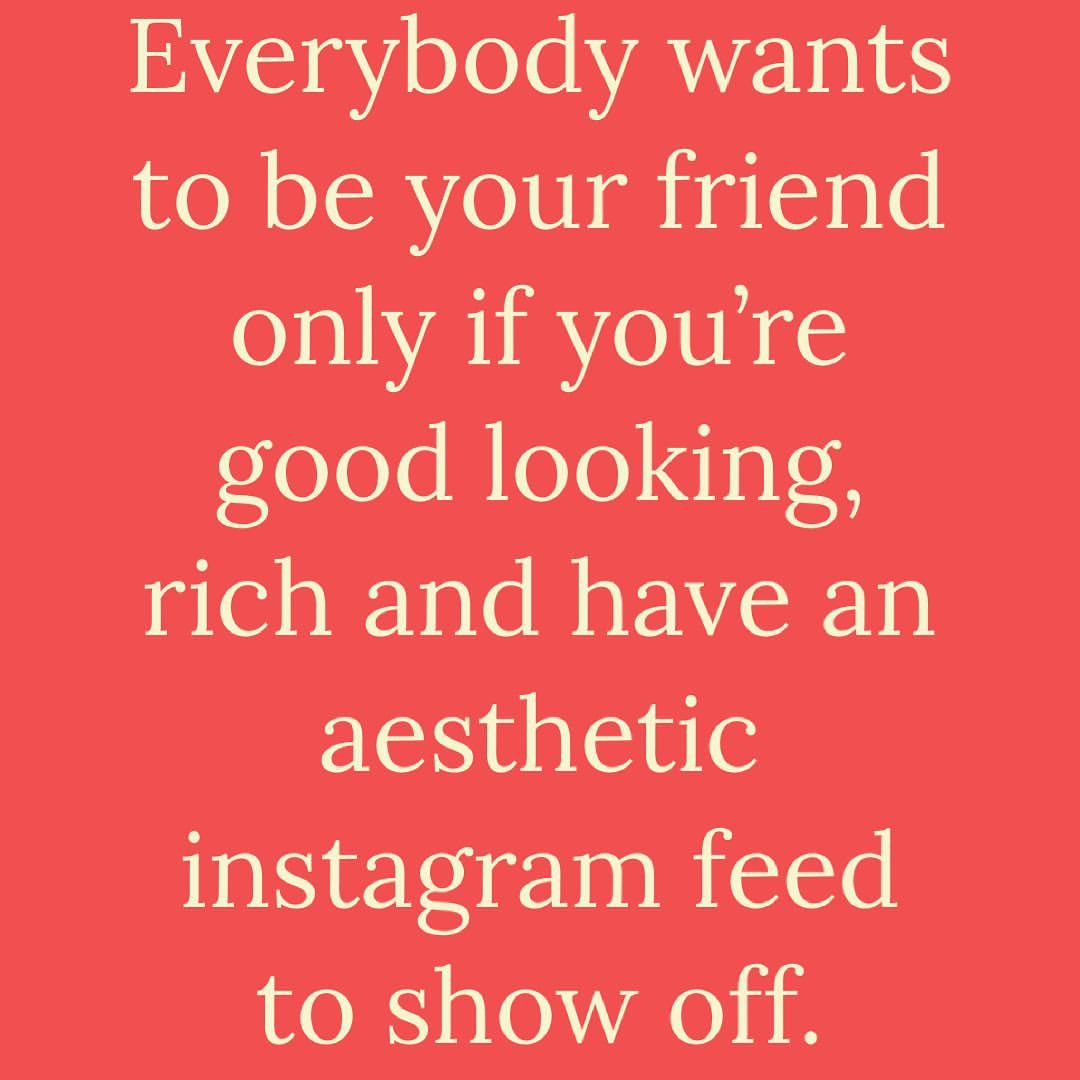 Everybody wants
to be your friend
only if you’re
good looking,
rich and have an
aesthetic
instagram feed
to show off.